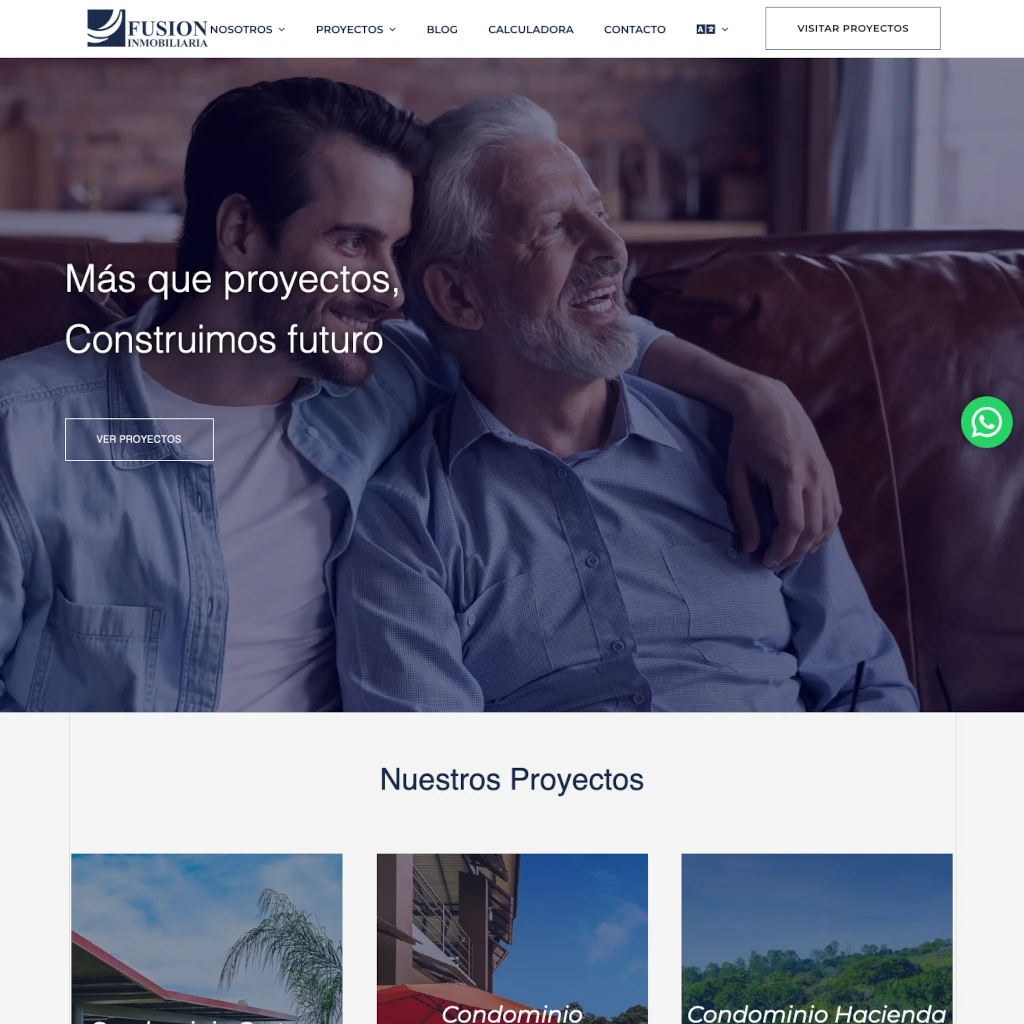 FUSION
INMOBILIARIA
NOSOTROS
PROYECTOS
BLOG
CALCULADORA
CONTACTO
VISITAR PROYECTOS
Más que proyectos,
Construimos futuro
VER PROYECTOS
Nuestros Proyectos
Condominio
Condominio Hacienda